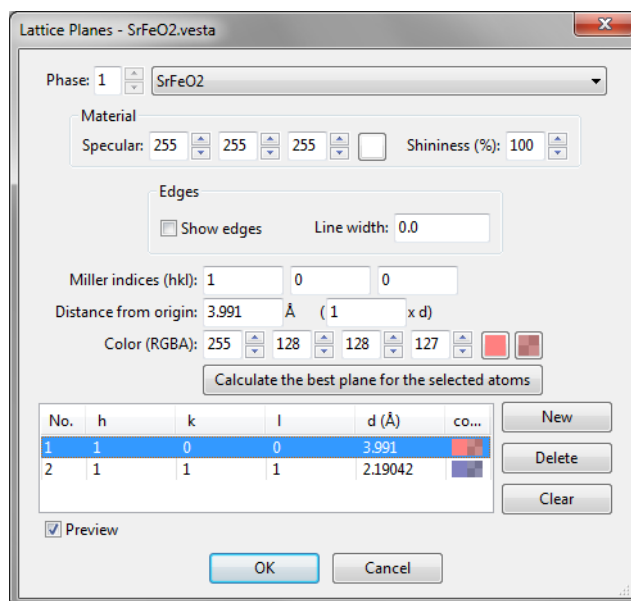 Lattice Planes - SrFeO2.vesta
Phase: 1 SrFeO2
Material
Specular: 255 255 255 Shininess (%): 100
Edges
Show edges Line width: 0.0
Miller indices (hkl): 1 0 0
Distance from origin: 3.991 Å ( 1 x d)
Color (RGBA): 255 128 128 127
Calculate the best plane for the selected atoms
No. h k l d (Å) co...
1 1 0 0 3.991
2 1 1 1 2.19042
New
Delete
Clear
Preview
OK Cancel